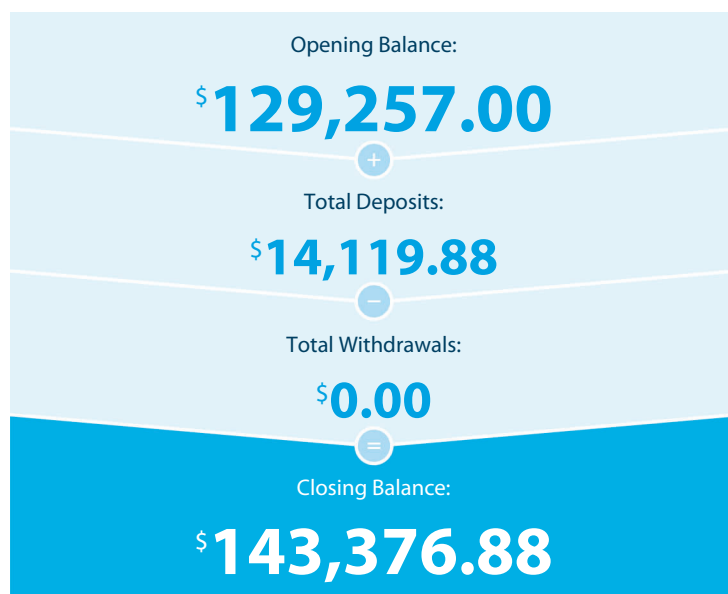 Opening Balance:
$129,257.00
+
Total Deposits:
$14,119.88
−
Total Withdrawals:
$0.00
=
Closing Balance:
$143,376.88